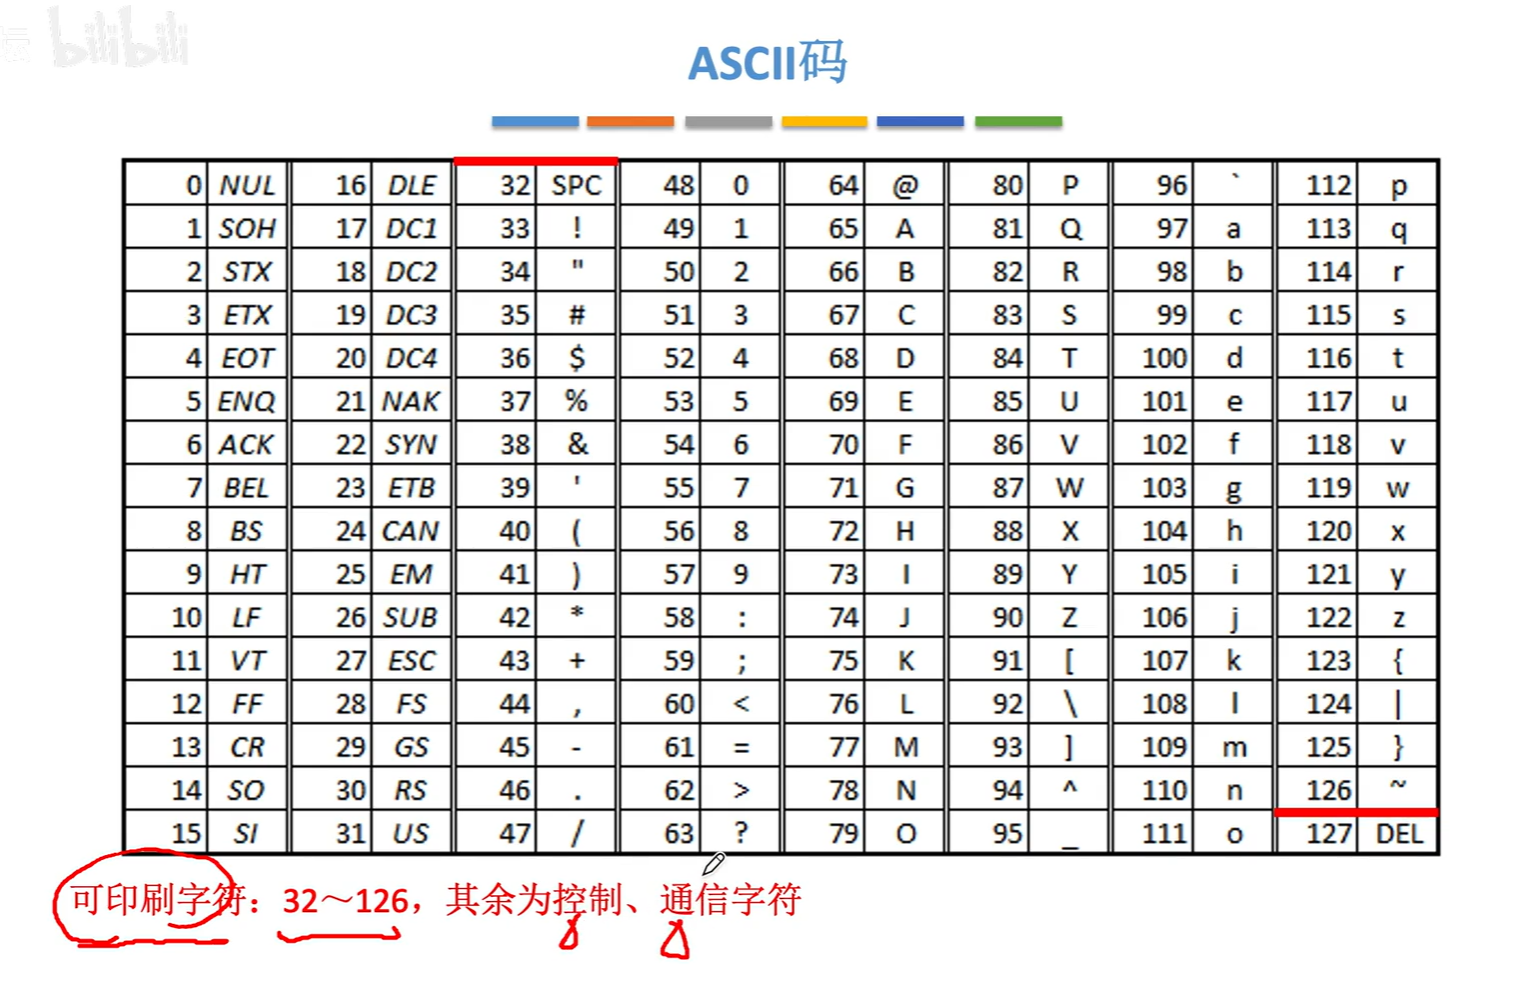 bilibili
ASCII码
0 NUL 16 DLE 32 SPC 48 0 64 @ 80 P 96 ` 112 p
1 SOH 17 DC1 33 ! 49 1 65 A 81 Q 97 a 113 q
2 STX 18 DC2 34 " 50 2 66 B 82 R 98 b 114 r
3 ETX 19 DC3 35 # 51 3 67 C 83 S 99 c 115 s
4 EOT 20 DC4 36 $ 52 4 68 D 84 T 100 d 116 t
5 ENQ 21 NAK 37 % 53 5 69 E 85 U 101 e 117 u
6 ACK 22 SYN 38 & 54 6 70 F 86 V 102 f 118 v
7 BEL 23 ETB 39 ' 55 7 71 G 87 W 103 g 119 w
8 BS 24 CAN 40 ( 56 8 72 H 88 X 104 h 120 x
9 HT 25 EM 41 ) 57 9 73 I 89 Y 105 i 121 y
10 LF 26 SUB 42 * 58 : 74 J 90 Z 106 j 122 z
11 VT 27 ESC 43 + 59 ; 75 K 91 [ 107 k 123 {
12 FF 28 FS 44 , 60 < 76 L 92 \ 108 l 124 |
13 CR 29 GS 45 - 61 = 77 M 93 ] 109 m 125 }
14 SO 30 RS 46 . 62 > 78 N 94 ^ 110 n 126 ~
15 SI 31 US 47 / 63 ? 79 O 95 _ 111 o 127 DEL
可印刷字符：32～126，其余为控制、通信字符